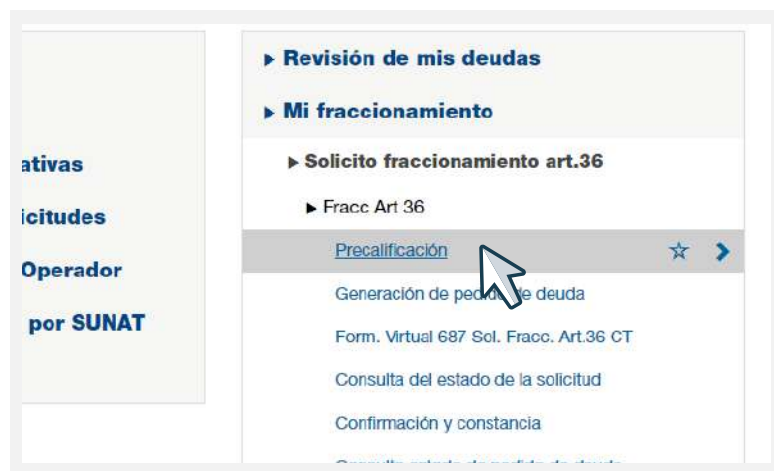 ativas
icitudes
Operador
por SUNAT
Revisión de mis deudas
Mi fraccionamiento
Solicito fraccionamiento art.36
Fracc Art 36
Precalificación
Generación de pedido de deuda
Form. Virtual 687 Sol. Fracc. Art.36 CT
Consulta del estado de la solicitud
Confirmación y constancia